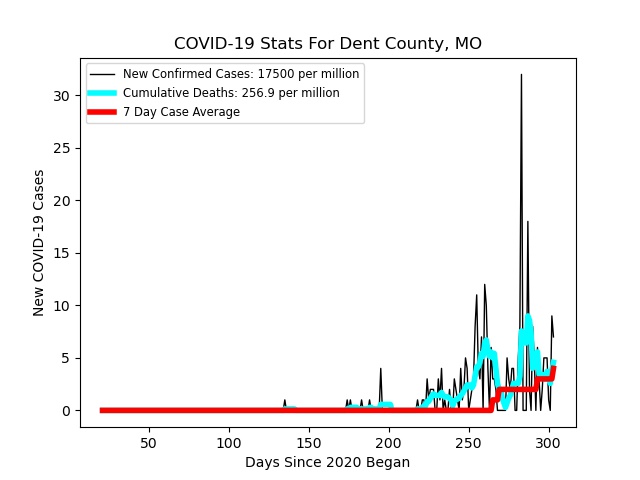 COVID-19 Stats For Dent County, MO
New Confirmed Cases: 17500 per million
Cumulative Deaths: 256.9 per million
7 Day Case Average
New COVID-19 Cases
30
25
20
15
10
5
0
50 100 150 200 250 300
Days Since 2020 Began